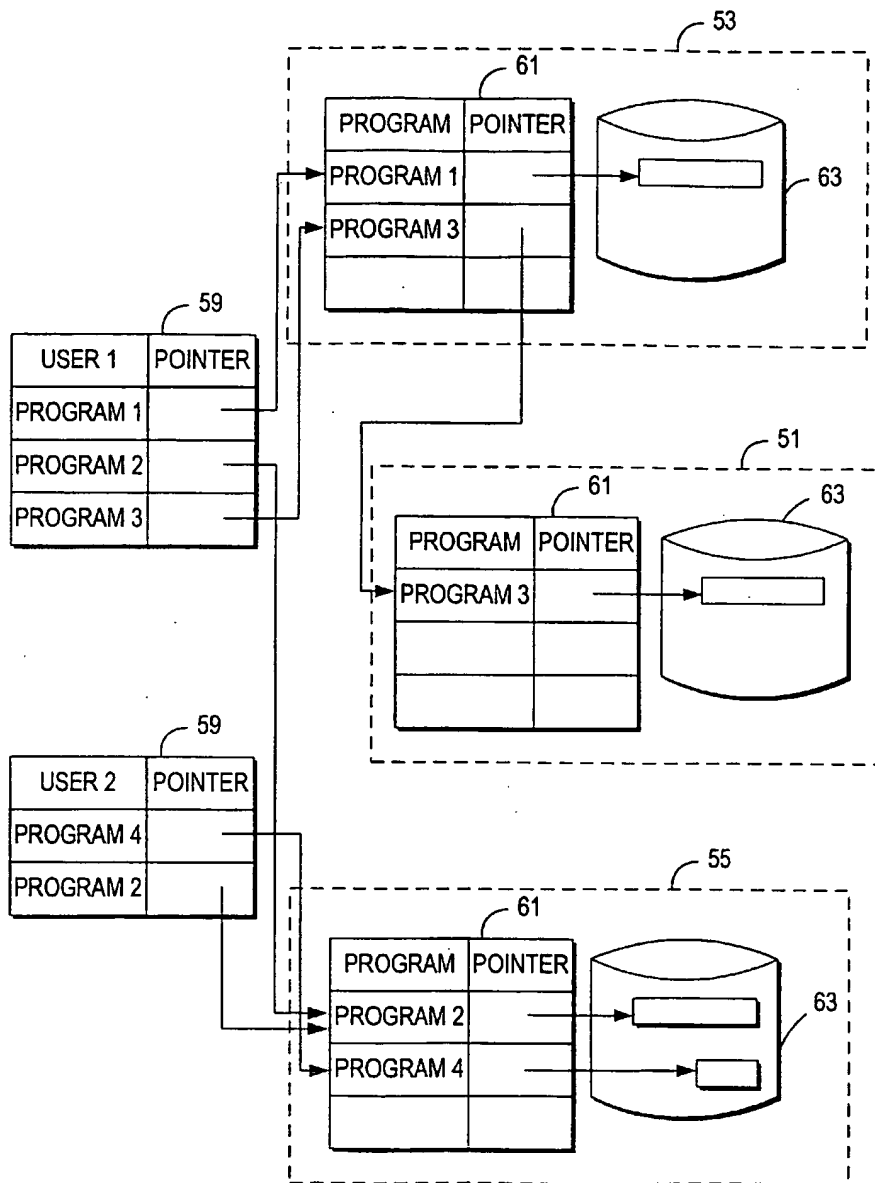 53
61
PROGRAM POINTER
PROGRAM 1
PROGRAM 3
63
59
USER 1 POINTER
PROGRAM 1
PROGRAM 2
PROGRAM 3
51
61
63
PROGRAM POINTER
PROGRAM 3
59
USER 2 POINTER
PROGRAM 4
PROGRAM 2
55
61
PROGRAM POINTER
PROGRAM 2
PROGRAM 4
63